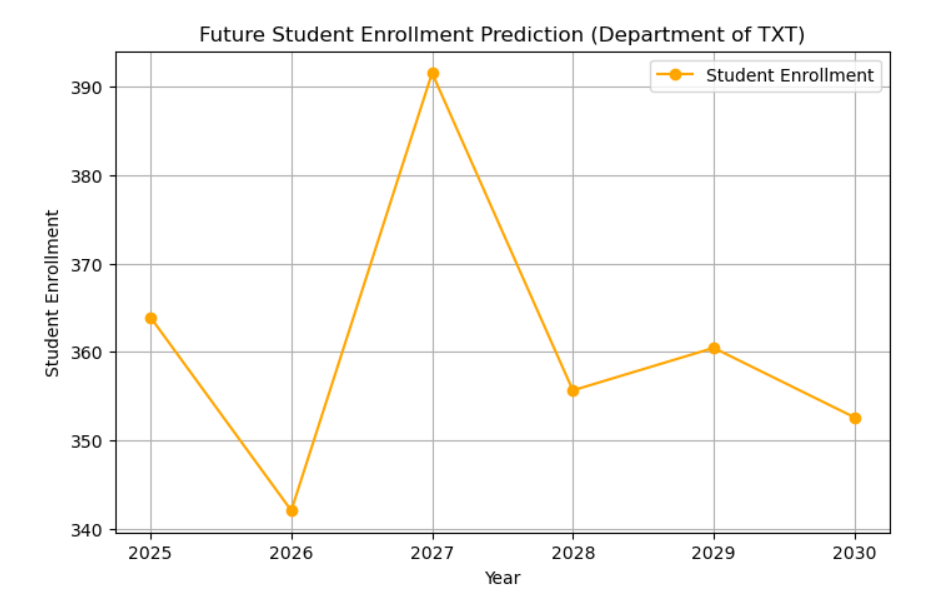 Future Student Enrollment Prediction (Department of TXT)
Student Enrollment
390
380
370
360
350
340
Student Enrollment
2025 2026 2027 2028 2029 2030
Year